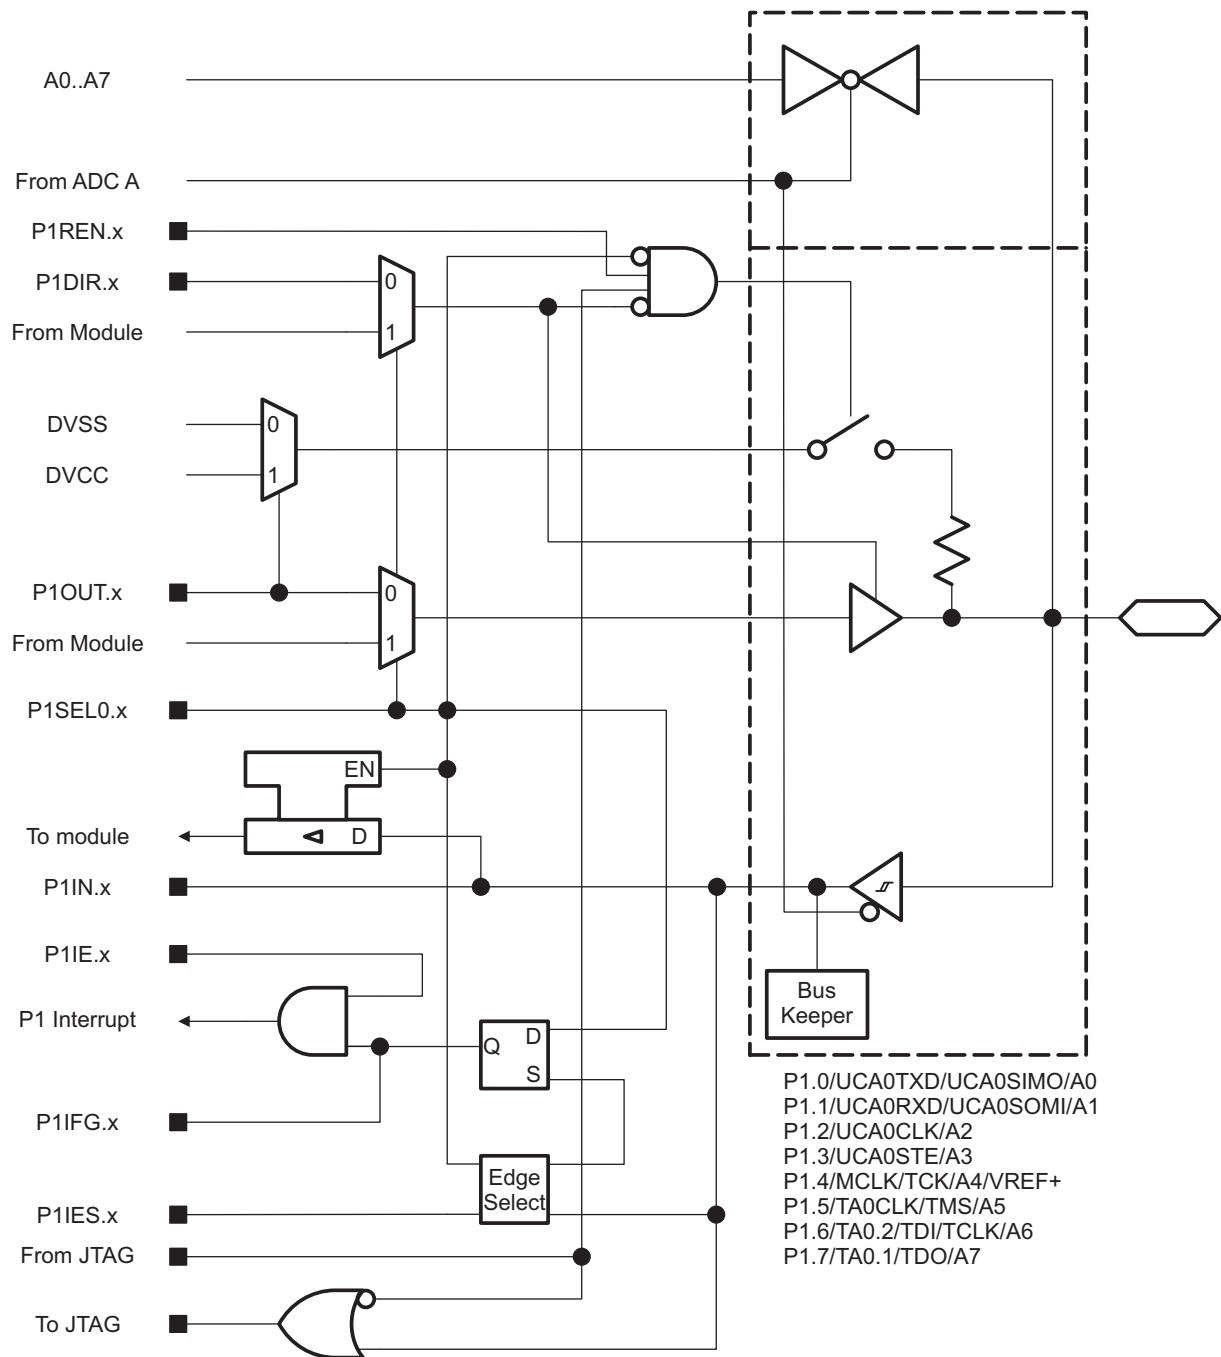 A0..A7
From ADC A
P1REN.x
P1DIR.x
0
From Module
1
DVSS
0
DVCC
1
P1OUT.x
0
From Module
1
P1SEL0.x
EN
To module
D
P1IN.x
P1IE.x
Bus
Keeper
P1 Interrupt
Q
D
S
P1IFG.x
Edge
Select
P1IES.x
From JTAG
To JTAG
P1.0/UCA0TXD/UCA0SIMO/A0
P1.1/UCA0RXD/UCA0SOMI/A1
P1.2/UCA0CLK/A2
P1.3/UCA0STE/A3
P1.4/MCLK/TCK/A4/VREF+
P1.5/TA0CLK/TMS/A5
P1.6/TA0.2/TDI/TCLK/A6
P1.7/TA0.1/TDO/A7